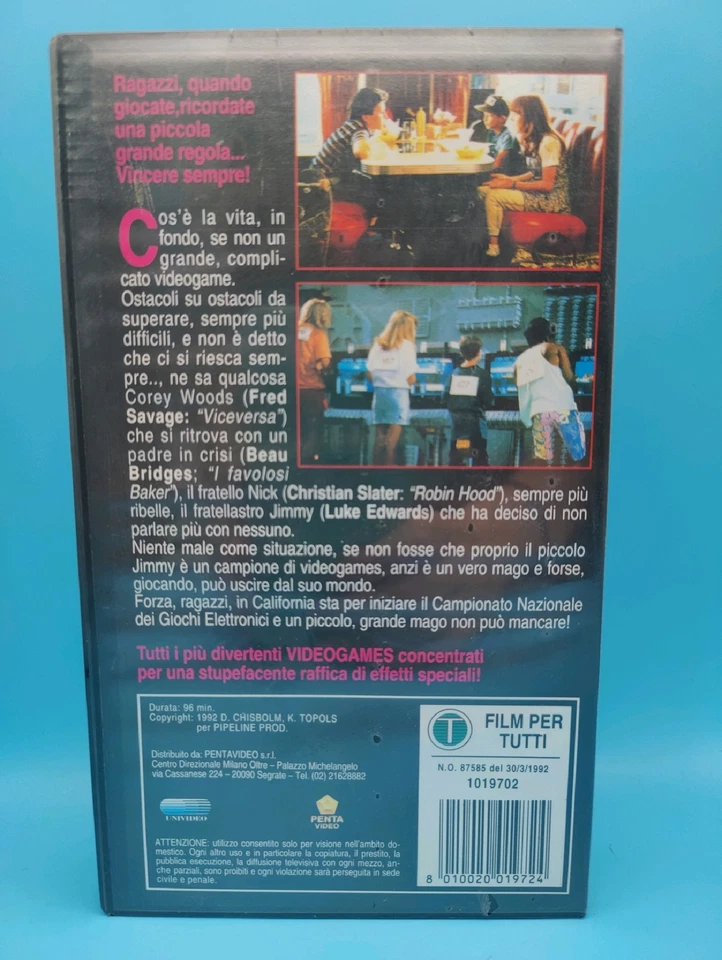 Ragazzi, quando
giocate,ricordate
una piccola
grande regola...
Vincere sempre!
Cos'è la vita, in
fondo, se non un
grande, compli-
cato videogame.
Ostacoli su ostacoli da
superare, sempre più
difficili, e non è detto
che ci si riesca sem-
pre.., ne sa qualcosa
Corey Woods (Fred
Savage: "Viceversa")
che si ritrova con un
padre in crisi (Beau
Bridges; "I favolosi
Baker"), il fratello Nick (Christian Slater: "Robin Hood"), sempre più
ribelle, il fratellastro Jimmy (Luke Edwards) che ha deciso di non
parlare più con nessuno.
Niente male come situazione, se non fosse che proprio il piccolo
Jimmy è un campione di videogames, anzi è un vero mago e forse,
giocando, può uscire dal suo mondo.
Forza, ragazzi, in California sta per iniziare il Campionato Nazionale
dei Giochi Elettronici e un piccolo, grande mago non può mancare!
Tutti i più divertenti VIDEOGAMES concentrati
per una stupefacente raffica di effetti speciali!
Durata: 96 min.
Copyright: 1992 D. CHISBOLM, K. TOPOLS
per PIPELINE PROD.
Distribuito da: PENTAVIDEO s.r.l.
Centro Direzionale Milano Oltre – Palazzo Michelangelo
via Cassanese 224 – 20090 Segrate – Tel. (02) 21628882
UNIVIDEO
PENTA
VIDEO
ATTENZIONE: utilizzo consentito solo per visione nell'ambito do-
mestico. Ogni altro uso e in particolare la copiatura, il prestito, la
pubblica esecuzione, la diffusione televisiva con ogni mezzo, an-
che parziali, sono proibiti e ogni violazione sarà perseguita in sede
civile e penale.
T
FILM PER
TUTTI
N.O. 87585 del 30/3/1992
1019702
8 010020 019724